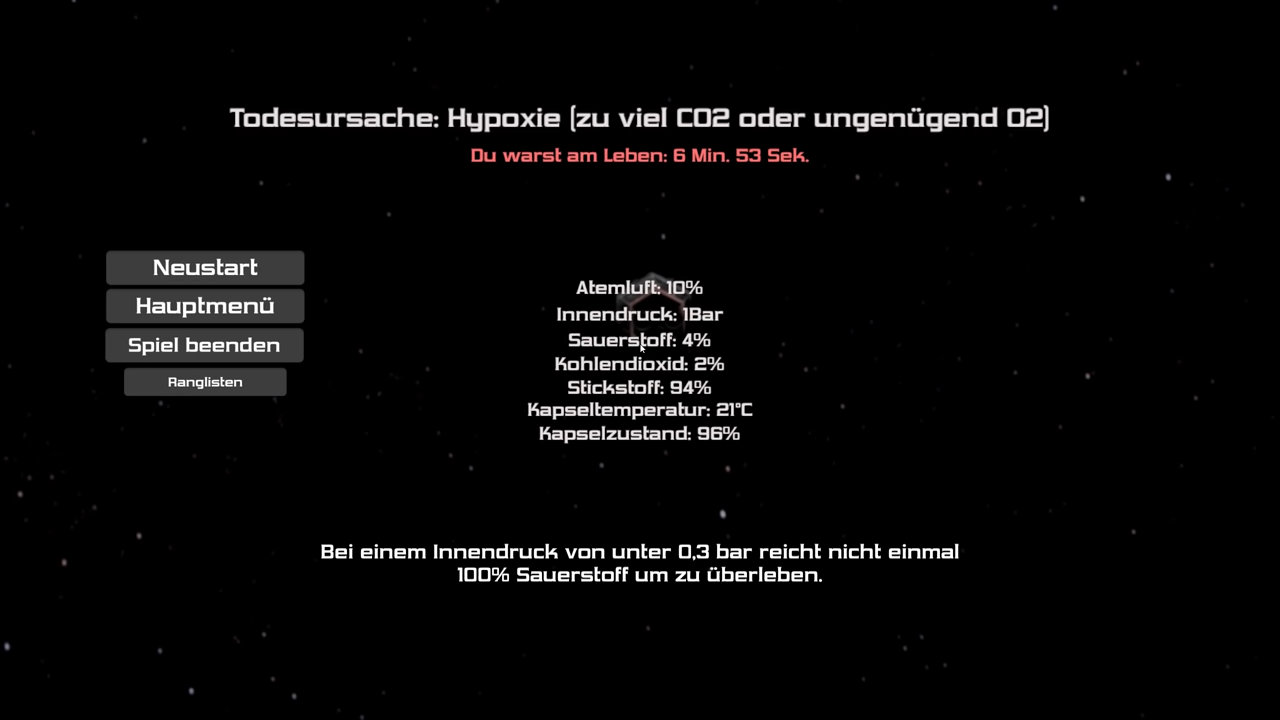 Todesursache: Hypoxie (zu viel CO2 oder ungenügend O2)
Du warst am Leben: 6 Min. 53 Sek.
Neustart
Hauptmenü
Spiel beenden
Ranglisten
Atemluft: 10%
Innendruck: 1Bar
Sauerstoff: 4%
Kohlendioxid: 2%
Stickstoff: 94%
Kapseltemperatur: 21°C
Kapselzustand: 96%
Bei einem Innendruck von unter 0,3 bar reicht nicht einmal
100% Sauerstoff um zu überleben.